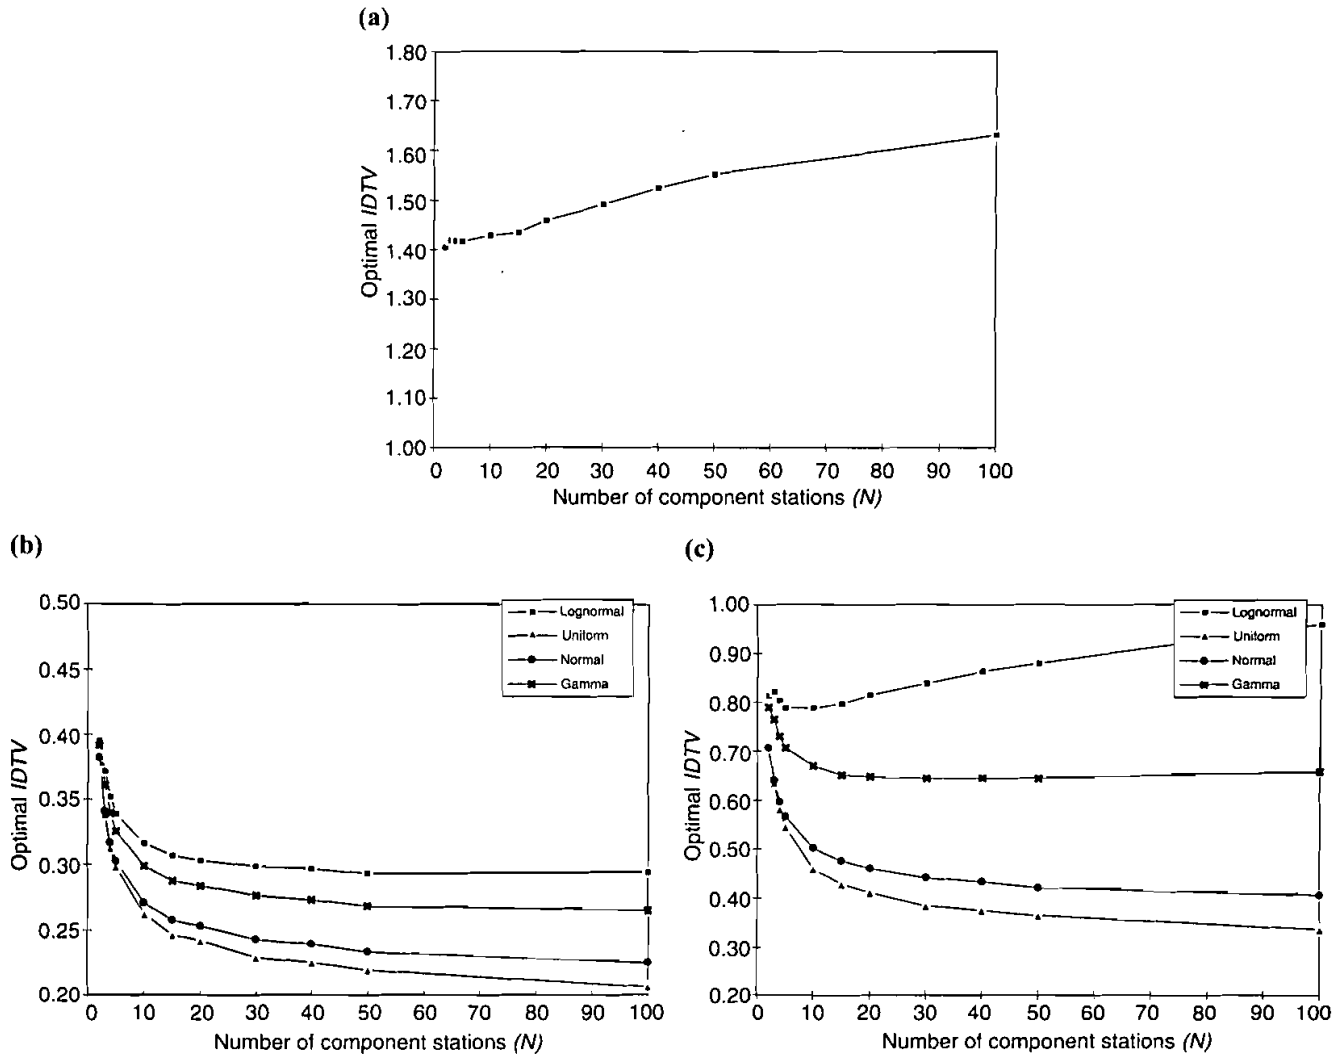 (a)
Optimal IDTV
1.80
1.70
1.60
1.50
1.40
1.30
1.20
1.10
1.00
0 10 20 30 40 50 60 70 80 90 100
Number of component stations (N)
(b)
Optimal IDTV
0.50
0.45
0.40
0.35
0.30
0.25
0.20
Lognormal
Uniform
Normal
Gamma
0 10 20 30 40 50 60 70 80 90 100
Number of component stations (N)
(c)
Optimal IDTV
1.00
0.90
0.80
0.70
0.60
0.50
0.40
0.30
0.20
Lognormal
Uniform
Normal
Gamma
0 10 20 30 40 50 60 70 80 90 100
Number of component stations (N)